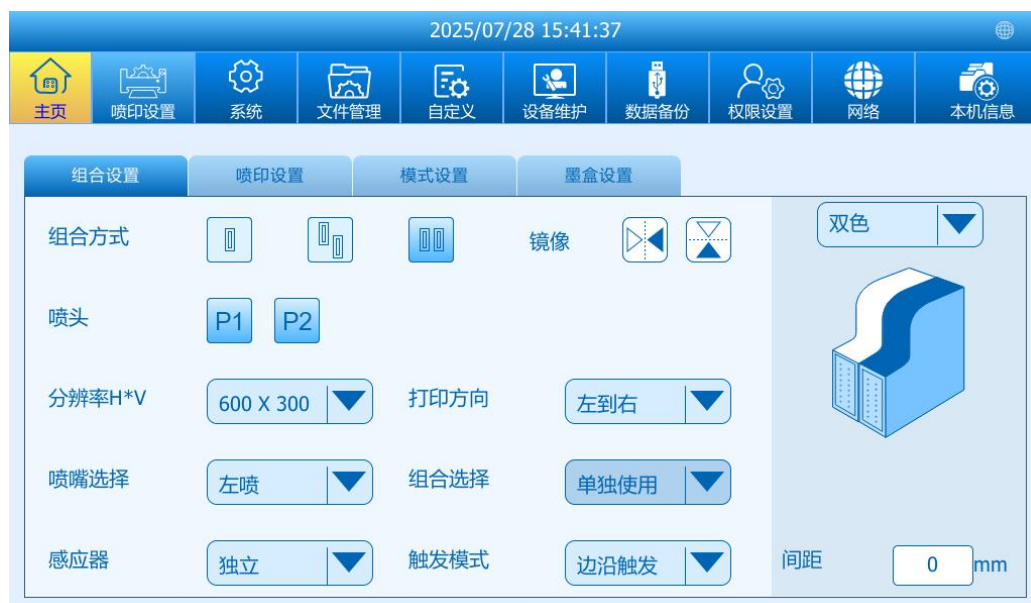 2025/07/28 15:41:37
主页 喷印设置 系统 文件管理 自定义 设备维护 数据备份 权限设置 网络 本机信息
组合设置 喷印设置 模式设置 墨盒设置
组合方式 镜像 双色
喷头 P1 P2
分辨率H*V 600 X 300 打印方向 左到右
喷嘴选择 左喷 组合选择 单独使用
感应器 独立 触发模式 边沿触发 间距 0 mm